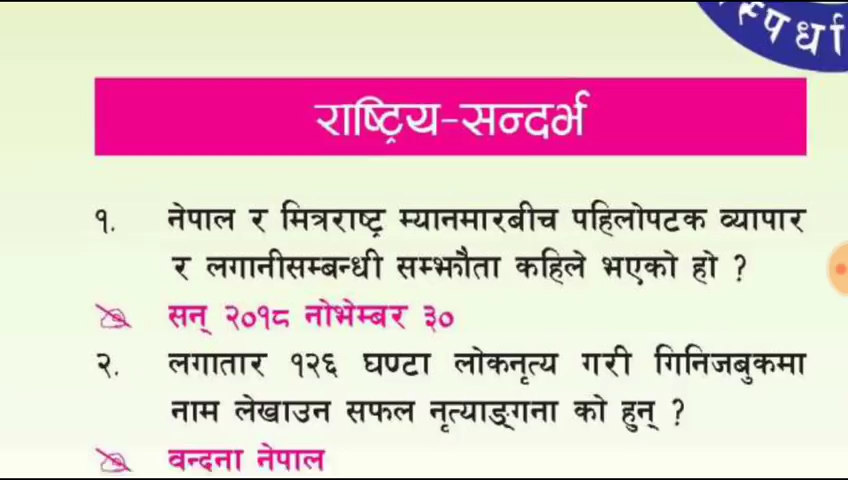 स्पर्धा
राष्ट्रिय-सन्दर्भ
१. नेपाल र मित्रराष्ट्र म्यानमारबीच पहिलोपटक व्यापार
र लगानीसम्बन्धी सम्झौता कहिले भएको हो ?
सन् २०१८ नोभेम्बर ३०
२. लगातार १२६ घण्टा लोकनृत्य गरी गिनिजबुकमा
नाम लेखाउन सफल नृत्याङ्गना को हुन् ?
वन्दना नेपाल